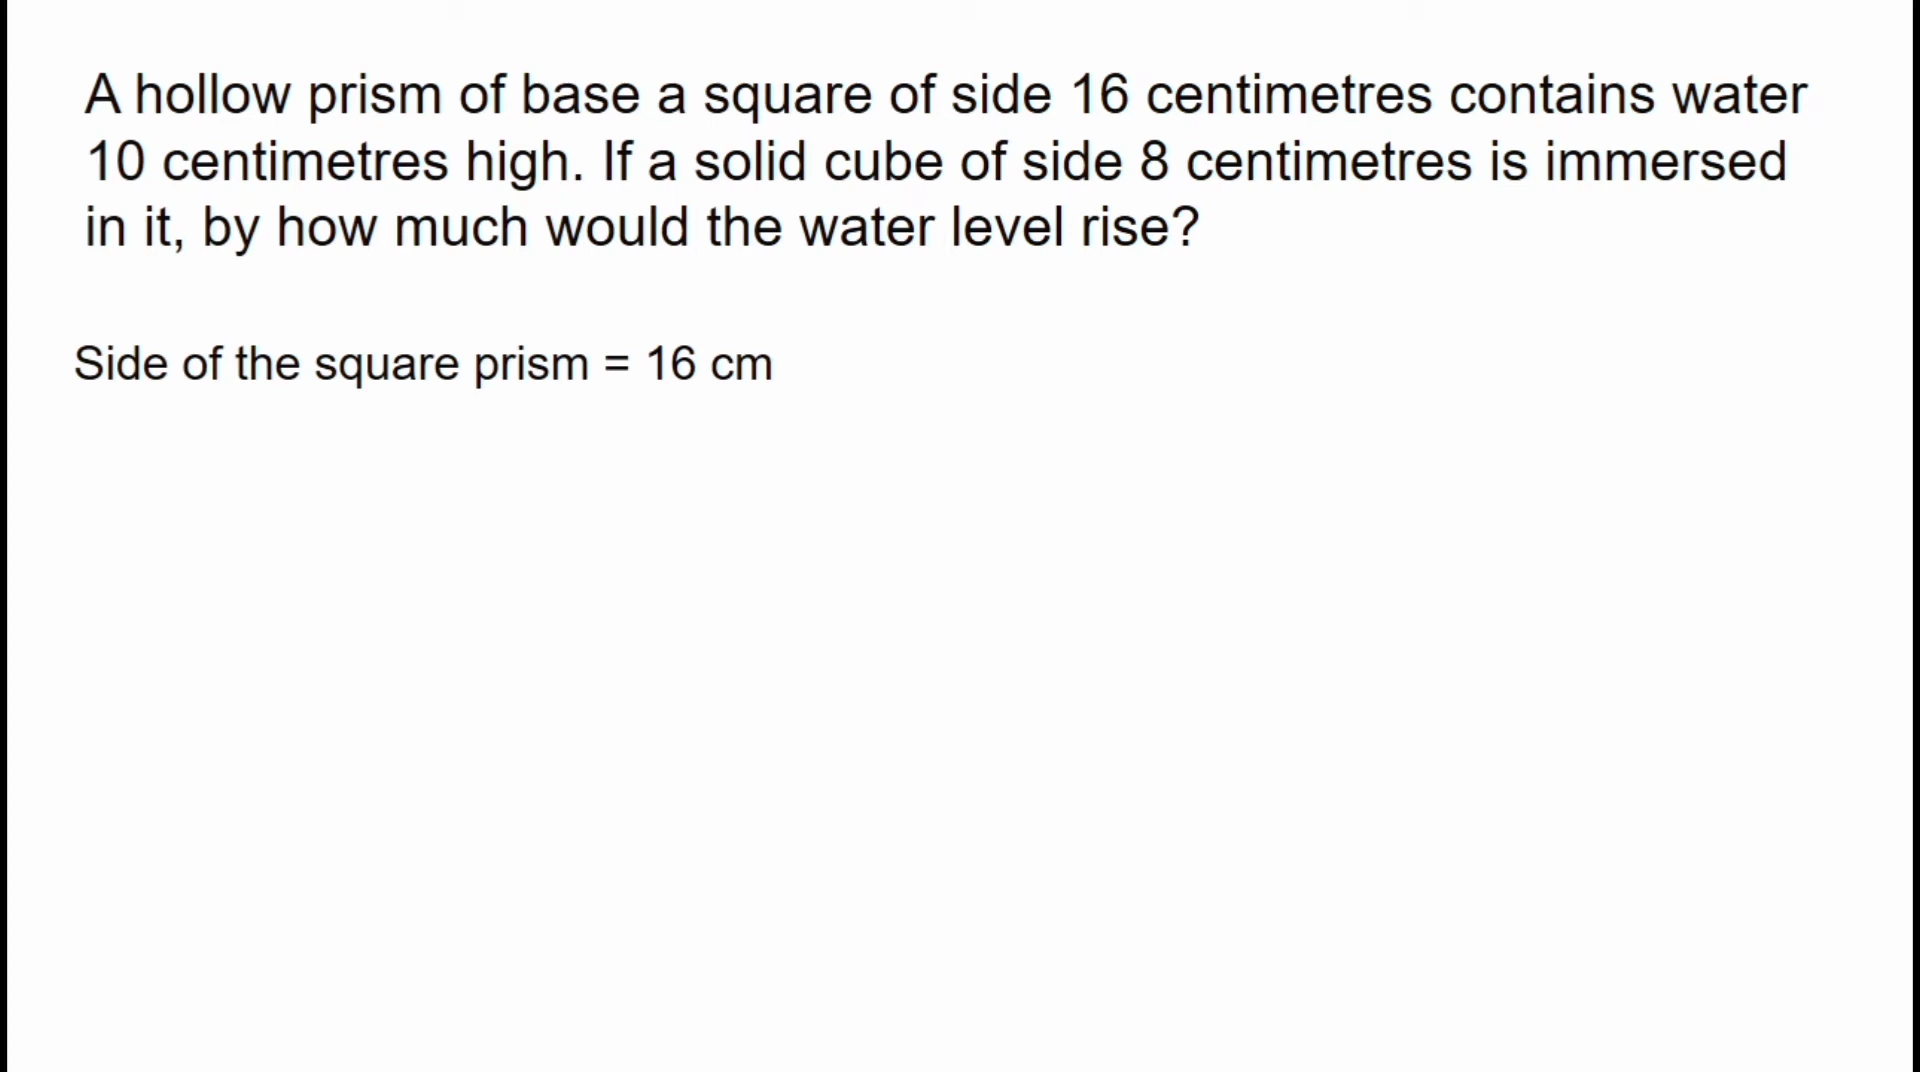 A hollow prism of base a square of side 16 centimetres contains water
10 centimetres high. If a solid cube of side 8 centimetres is immersed
in it, by how much would the water level rise?
Side of the square prism = 16 cm